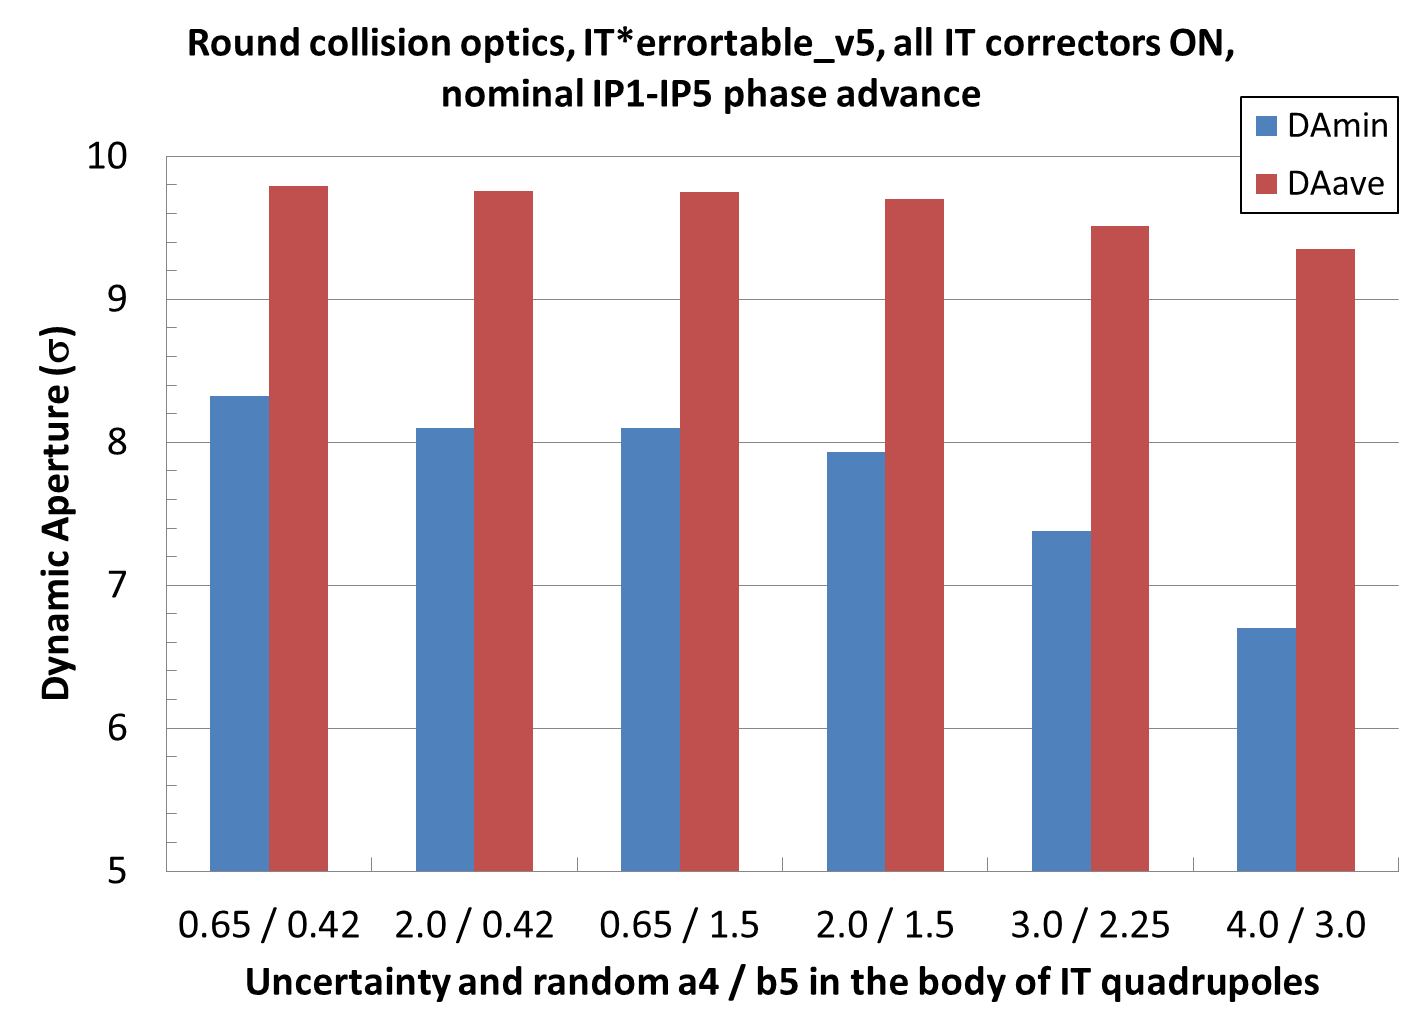 Round collision optics, IT*errortable_v5, all IT correctors ON,
nominal IP1-IP5 phase advance
DAmin
DAave
10
9
8
7
6
5
Dynamic Aperture (σ)
0.65 / 0.42 2.0 / 0.42 0.65 / 1.5 2.0 / 1.5 3.0 / 2.25 4.0 / 3.0
Uncertainty and random a4 / b5 in the body of IT quadrupoles